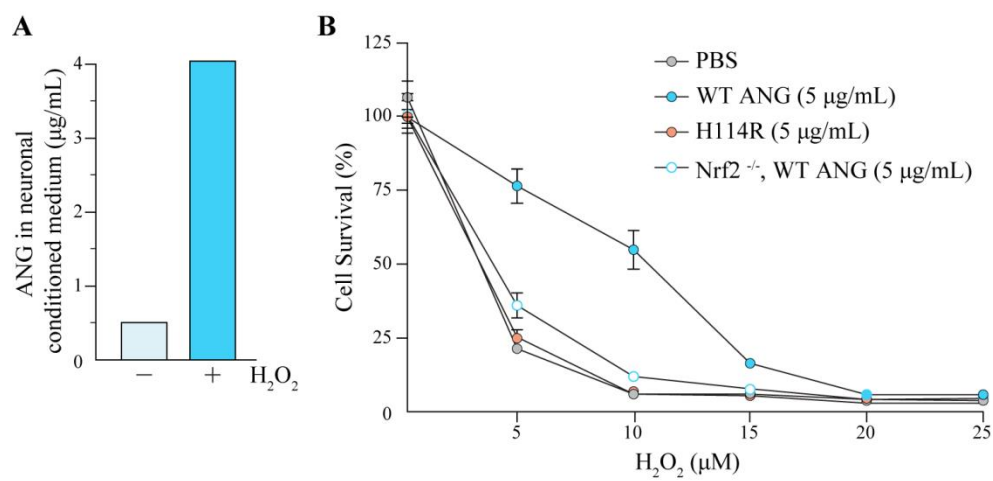 A
ANG in neuronal
conditioned medium (μg/mL)
4
3
2
1
0
− + H₂O₂
B
Cell Survival (%)
125
100
75
50
25
0
5 10 15 20 25
H₂O₂ (μM)
PBS
WT ANG (5 μg/mL)
H114R (5 μg/mL)
Nrf2 -/-, WT ANG (5 μg/mL)